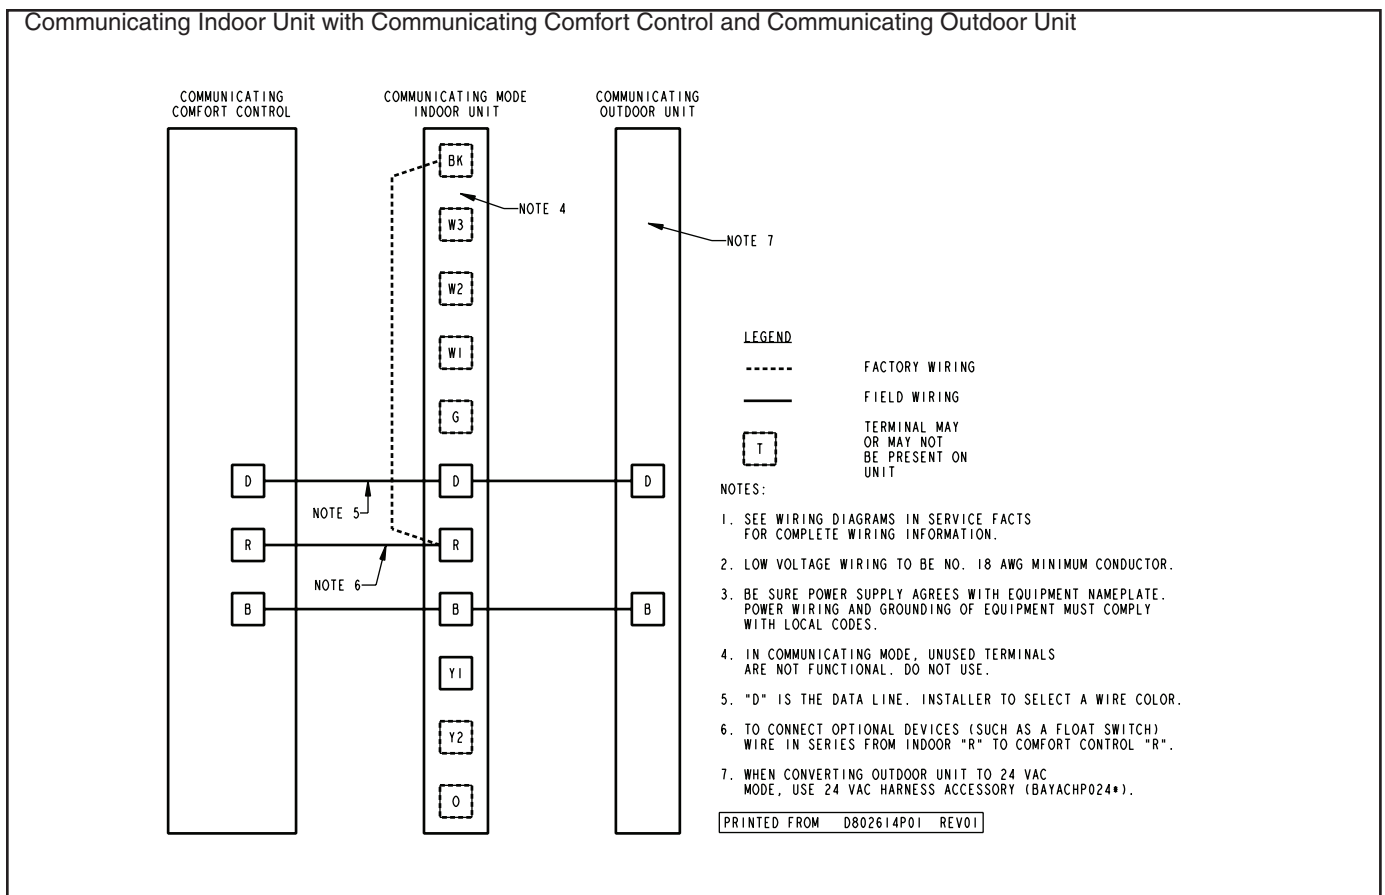 Communicating Indoor Unit with Communicating Comfort Control and Communicating Outdoor Unit
COMMUNICATING
COMFORT CONTROL
COMMUNICATING MODE
INDOOR UNIT
COMMUNICATING
OUTDOOR UNIT
BK
NOTE 4
W3
NOTE 7
W2
W1
G
D
D
D
NOTE 5
R
R
NOTE 6
B
B
B
Y1
Y2
O
LEGEND
FACTORY WIRING
FIELD WIRING
T
TERMINAL MAY
OR MAY NOT
BE PRESENT ON
UNIT
NOTES:
1. SEE WIRING DIAGRAMS IN SERVICE FACTS
FOR COMPLETE WIRING INFORMATION.
2. LOW VOLTAGE WIRING TO BE NO. 18 AWG MINIMUM CONDUCTOR.
3. BE SURE POWER SUPPLY AGREES WITH EQUIPMENT NAMEPLATE.
POWER WIRING AND GROUNDING OF EQUIPMENT MUST COMPLY
WITH LOCAL CODES.
4. IN COMMUNICATING MODE, UNUSED TERMINALS
ARE NOT FUNCTIONAL. DO NOT USE.
5. "D" IS THE DATA LINE. INSTALLER TO SELECT A WIRE COLOR.
6. TO CONNECT OPTIONAL DEVICES (SUCH AS A FLOAT SWITCH)
WIRE IN SERIES FROM INDOOR "R" TO COMFORT CONTROL "R".
7. WHEN CONVERTING OUTDOOR UNIT TO 24 VAC
MODE, USE 24 VAC HARNESS ACCESSORY (BAYACHP024*).
PRINTED FROM D802614P01 REV01